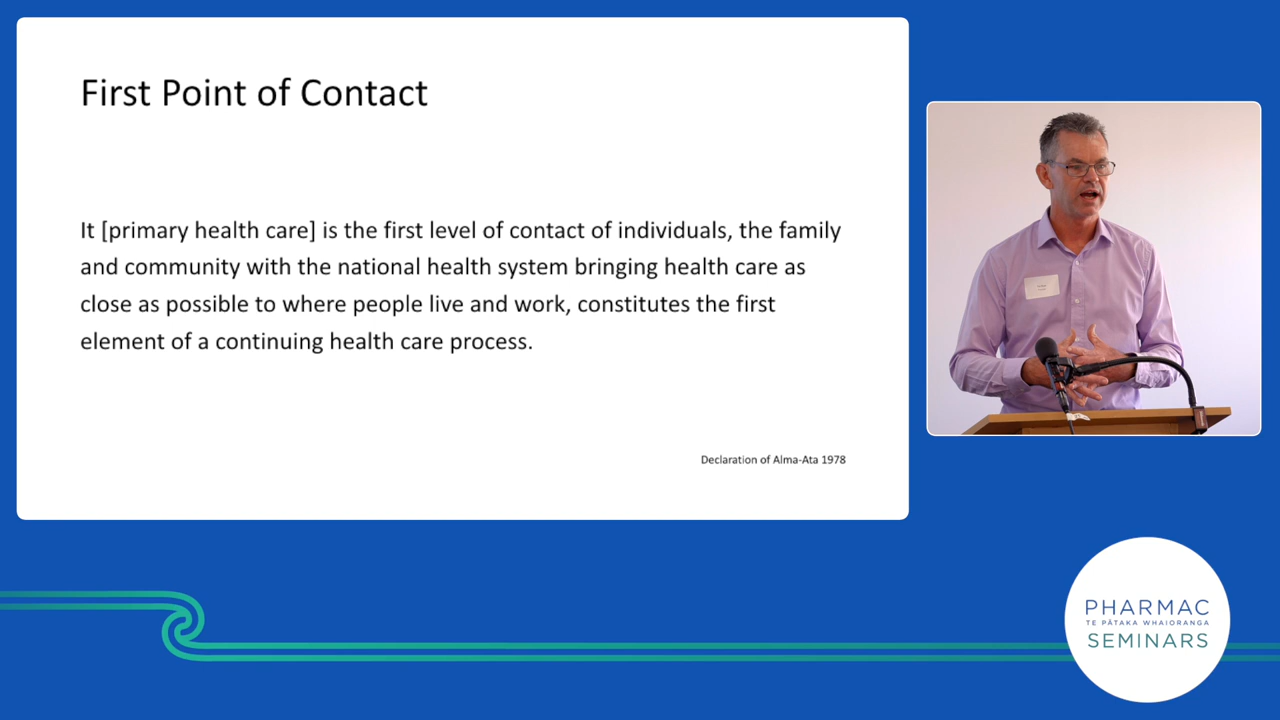 First Point of Contact
It [primary health care] is the first level of contact of individuals, the family
and community with the national health system bringing health care as
close as possible to where people live and work, constitutes the first
element of a continuing health care process.
Declaration of Alma-Ata 1978
PHARMAC
TE PĀTAKA WHAIORANGA
SEMINARS